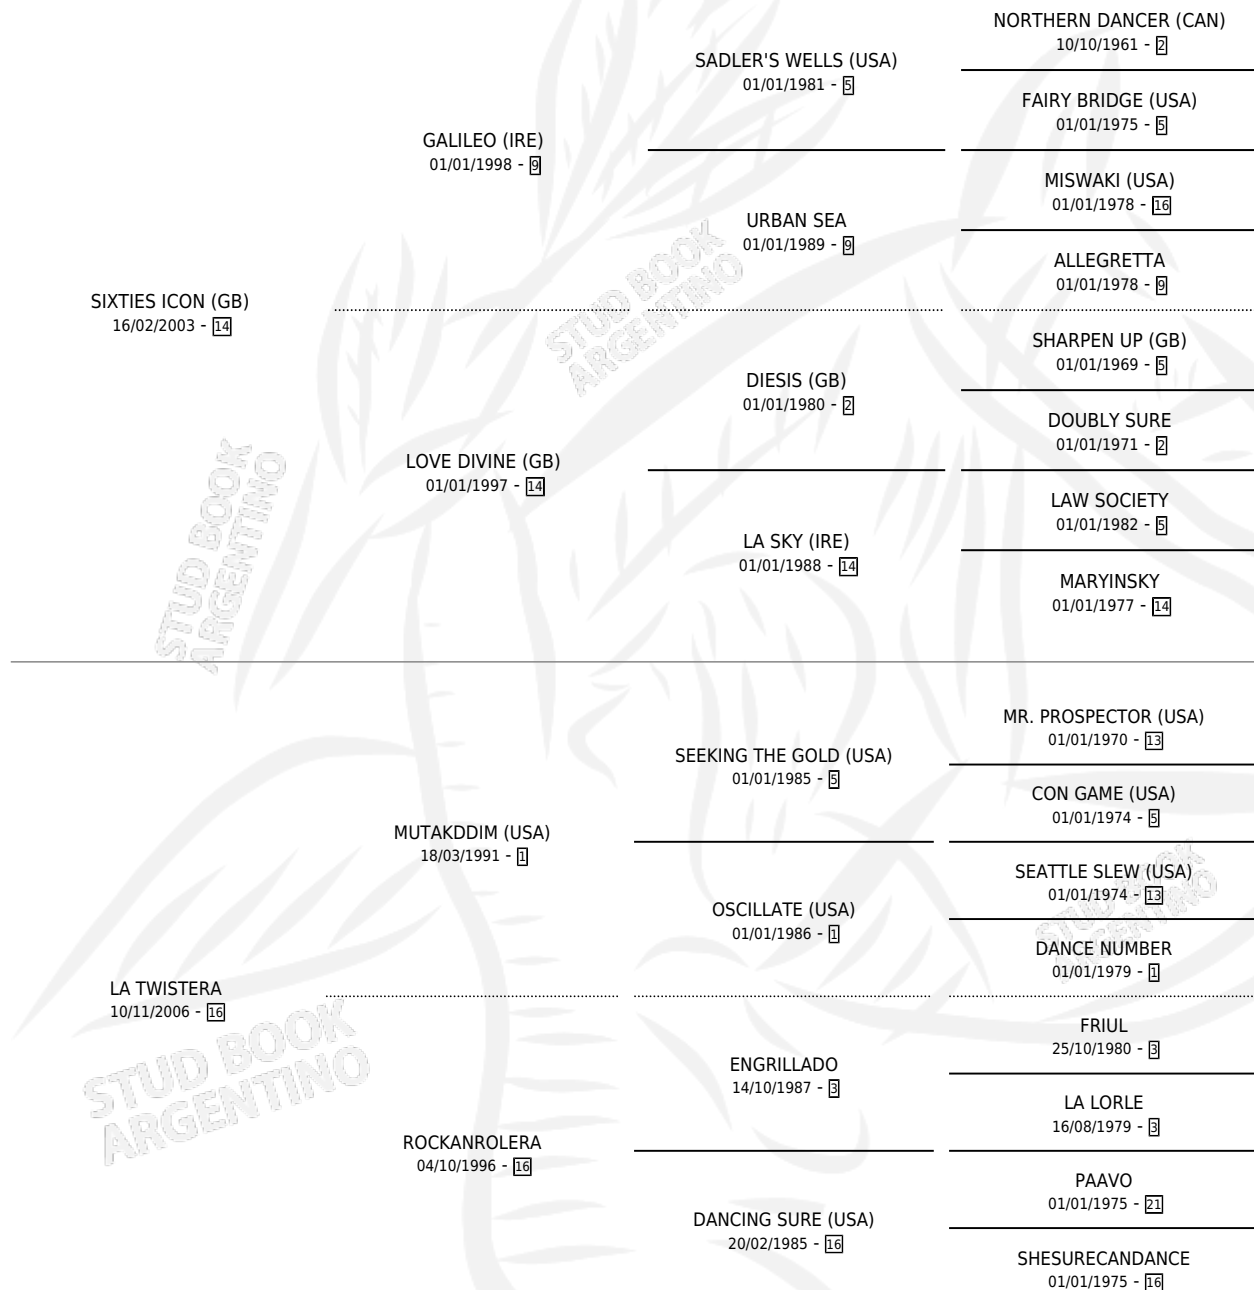 NORTHERN DANCER (CAN)
10/10/1961 - 2
SADLER'S WELLS (USA)
01/01/1981 - 5
FAIRY BRIDGE (USA)
01/01/1975 - 5
GALILEO (IRE)
01/01/1998 - 9
MISWAKI (USA)
01/01/1978 - 16
URBAN SEA
01/01/1989 - 9
ALLEGRETTA
01/01/1978 - 9
SIXTIES ICON (GB)
16/02/2003 - 14
SHARPEN UP (GB)
01/01/1969 - 5
DIESIS (GB)
01/01/1980 - 2
DOUBLY SURE
01/01/1971 - 2
LOVE DIVINE (GB)
01/01/1997 - 14
LAW SOCIETY
01/01/1982 - 5
LA SKY (IRE)
01/01/1988 - 14
MARYINSKY
01/01/1977 - 14
MR. PROSPECTOR (USA)
01/01/1970 - 13
SEEKING THE GOLD (USA)
01/01/1985 - 5
CON GAME (USA)
01/01/1974 - 5
MUTAKDDIM (USA)
18/03/1991 - 1
SEATTLE SLEW (USA)
01/01/1974 - 13
OSCILLATE (USA)
01/01/1986 - 1
DANCE NUMBER
01/01/1979 - 1
LA TWISTERA
10/11/2006 - 16
FRIUL
25/10/1980 - 3
ENGRILLADO
14/10/1987 - 3
LA LORLE
16/08/1979 - 3
ROCKANROLERA
04/10/1996 - 16
PAAVO
01/01/1975 - 21
DANCING SURE (USA)
20/02/1985 - 16
SHESURECANDANCE
01/01/1975 - 16
STUD BOOK
ARGENTINO
STUD BOOK
ARGENTINO
STUD BOOK
ARGENTINO
STUD BOOK
ARGENTINO